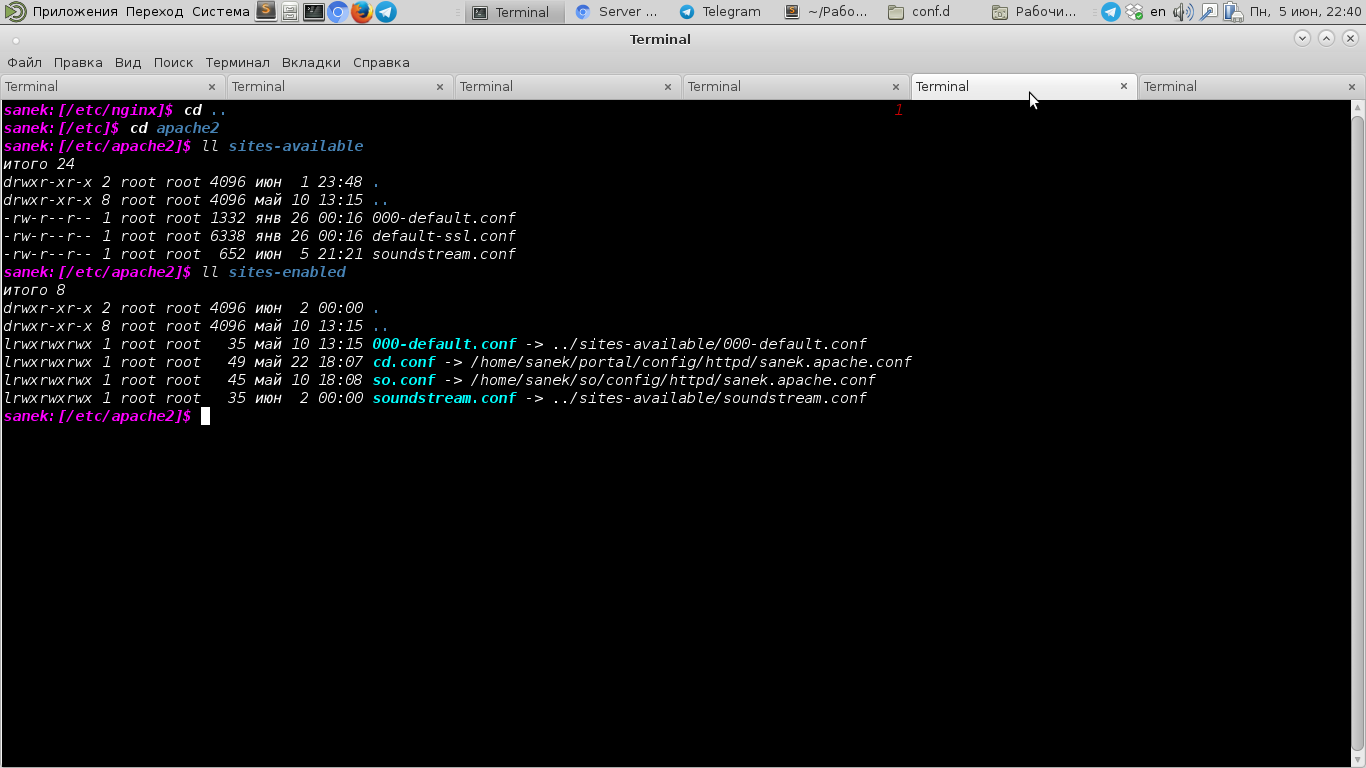 Приложения Переход Система Terminal Server ... Telegram ~/Рабо... conf.d Рабочи... en Пн, 5 июн, 22:40
Terminal
Файл Правка Вид Поиск Терминал Вкладки Справка
Terminal Terminal Terminal Terminal Terminal Terminal
sanek:[/etc/nginx]$ cd .. 1
sanek:[/etc]$ cd apache2
sanek:[/etc/apache2]$ ll sites-available
итого 24
drwxr-xr-x 2 root root 4096 июн  1 23:48 .
drwxr-xr-x 8 root root 4096 май 10 13:15 ..
-rw-r--r-- 1 root root 1332 янв 26 00:16 000-default.conf
-rw-r--r-- 1 root root 6338 янв 26 00:16 default-ssl.conf
-rw-r--r-- 1 root root  652 июн  5 21:21 soundstream.conf
sanek:[/etc/apache2]$ ll sites-enabled
итого 8
drwxr-xr-x 2 root root 4096 июн  2 00:00 .
drwxr-xr-x 8 root root 4096 май 10 13:15 ..
lrwxrwxrwx 1 root root   35 май 10 13:15 000-default.conf -> ../sites-available/000-default.conf
lrwxrwxrwx 1 root root   49 май 22 18:07 cd.conf -> /home/sanek/portal/config/httpd/sanek.apache.conf
lrwxrwxrwx 1 root root   45 май 10 18:08 so.conf -> /home/sanek/so/config/httpd/sanek.apache.conf
lrwxrwxrwx 1 root root   35 июн  2 00:00 soundstream.conf -> ../sites-available/soundstream.conf
sanek:[/etc/apache2]$